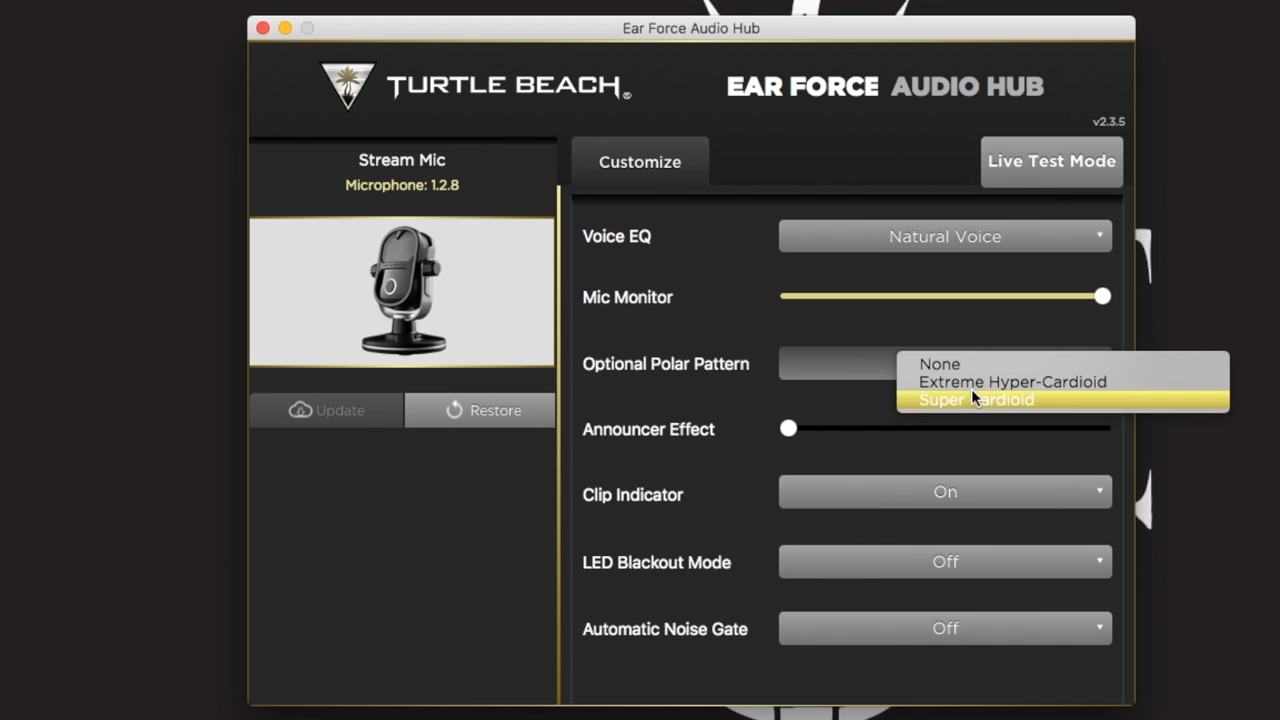 Ear Force Audio Hub
TURTLE BEACH®
EAR FORCE AUDIO HUB
v2.3.5
Stream Mic
Microphone: 1.2.8
Update
Restore
Customize
Live Test Mode
Voice EQ
Natural Voice
Mic Monitor
Optional Polar Pattern
None
Extreme Hyper-Cardioid
Super Cardioid
Announcer Effect
Clip Indicator
On
LED Blackout Mode
Off
Automatic Noise Gate
Off